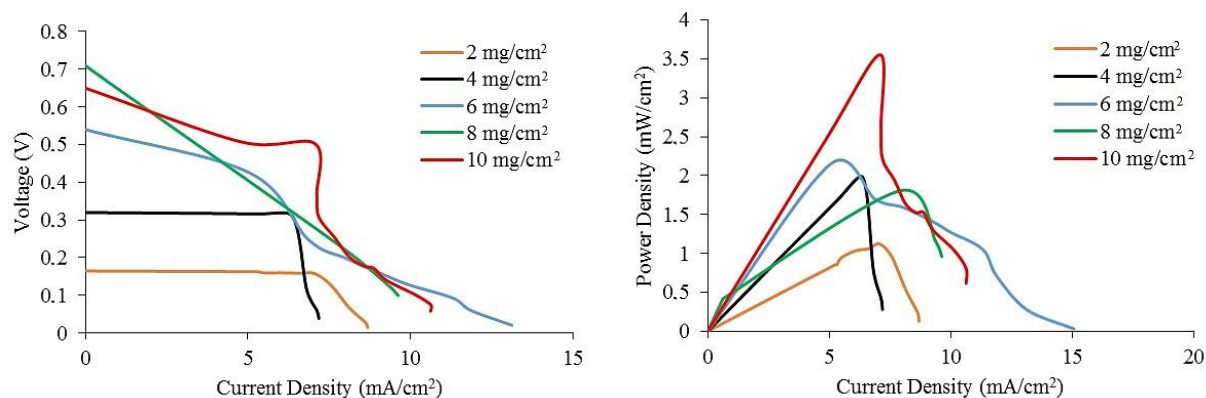 0.8
0.7
0.6
0.5
0.4
0.3
0.2
0.1
0
Voltage (V)
0 5 10 15
Current Density (mA/cm²)
2 mg/cm²
4 mg/cm²
6 mg/cm²
8 mg/cm²
10 mg/cm²
4
3.5
3
2.5
2
1.5
1
0.5
0
Power Density (mW/cm²)
0 5 10 15 20
Current Density (mA/cm²)
2 mg/cm²
4 mg/cm²
6 mg/cm²
8 mg/cm²
10 mg/cm²